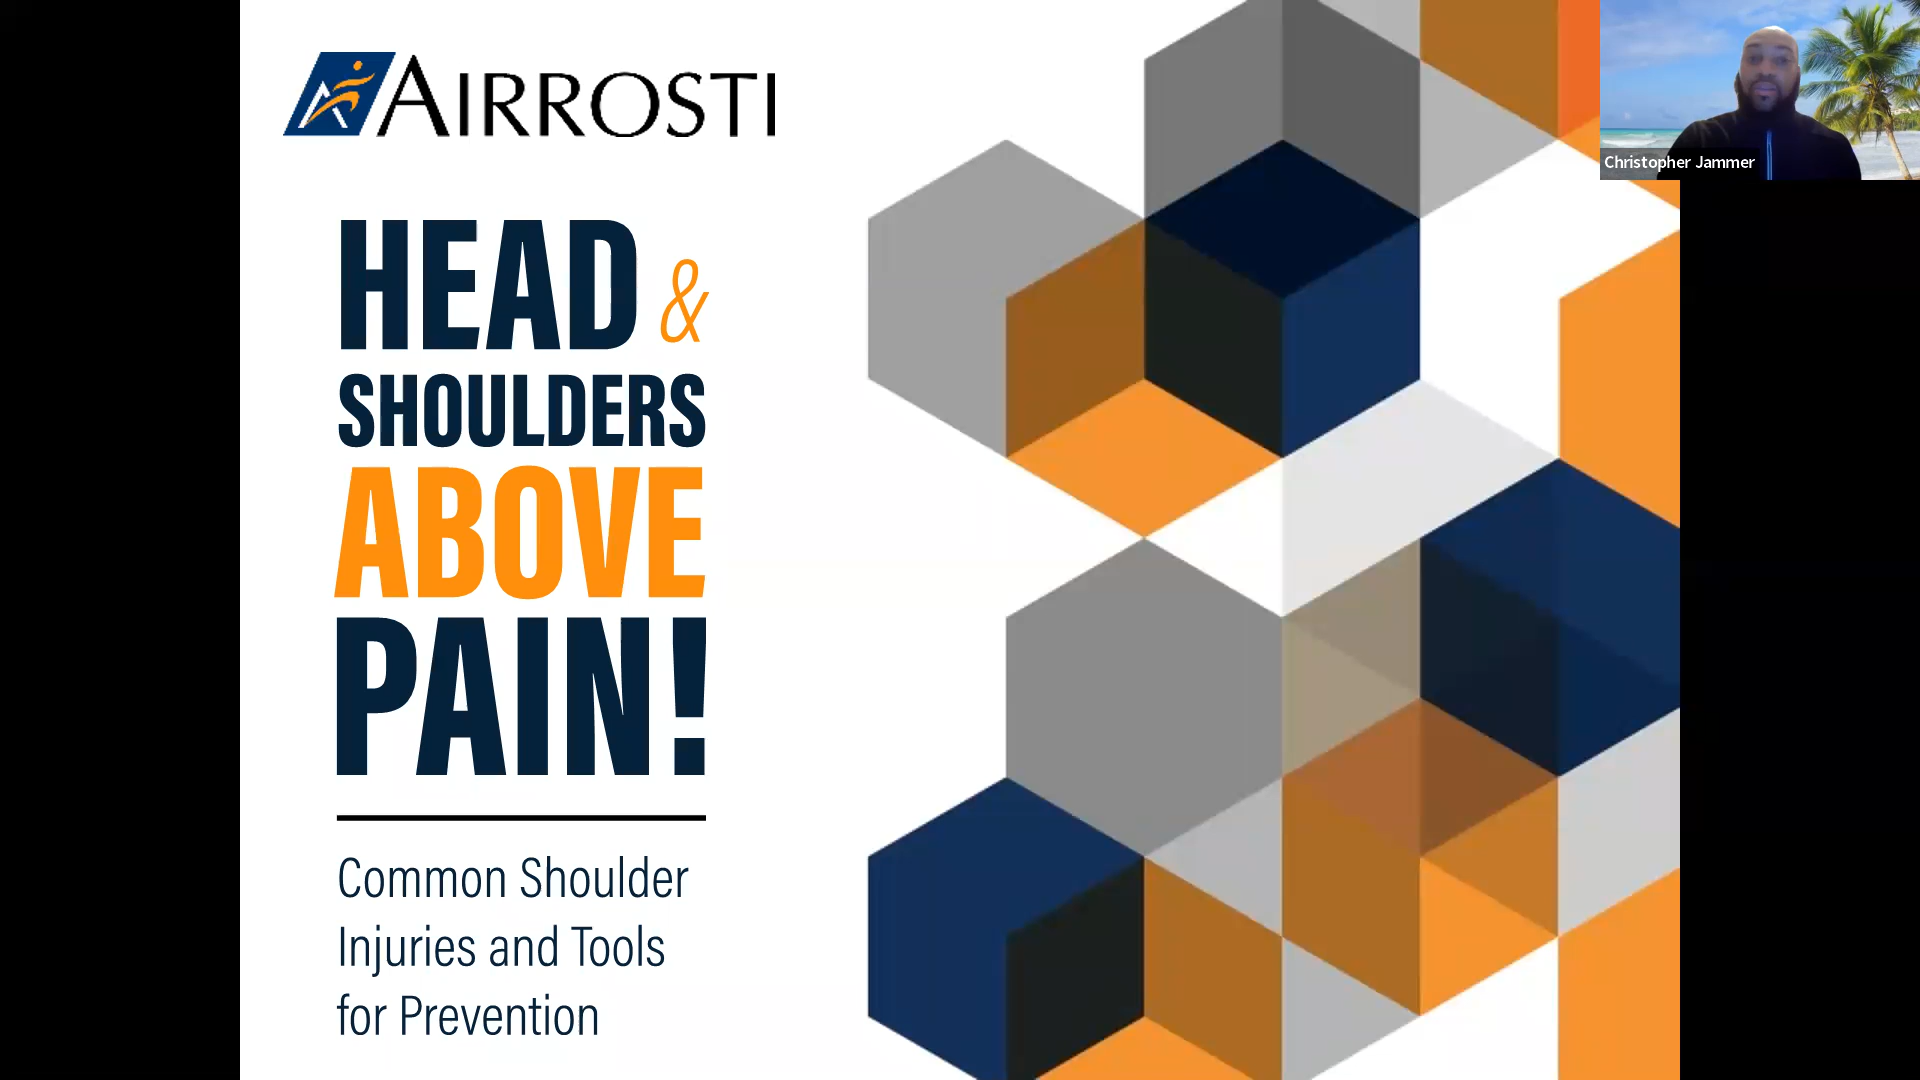 AIRROSTI
HEAD &
SHOULDERS
ABOVE
PAIN!
Common Shoulder
Injuries and Tools
for Prevention
Christopher Jammer